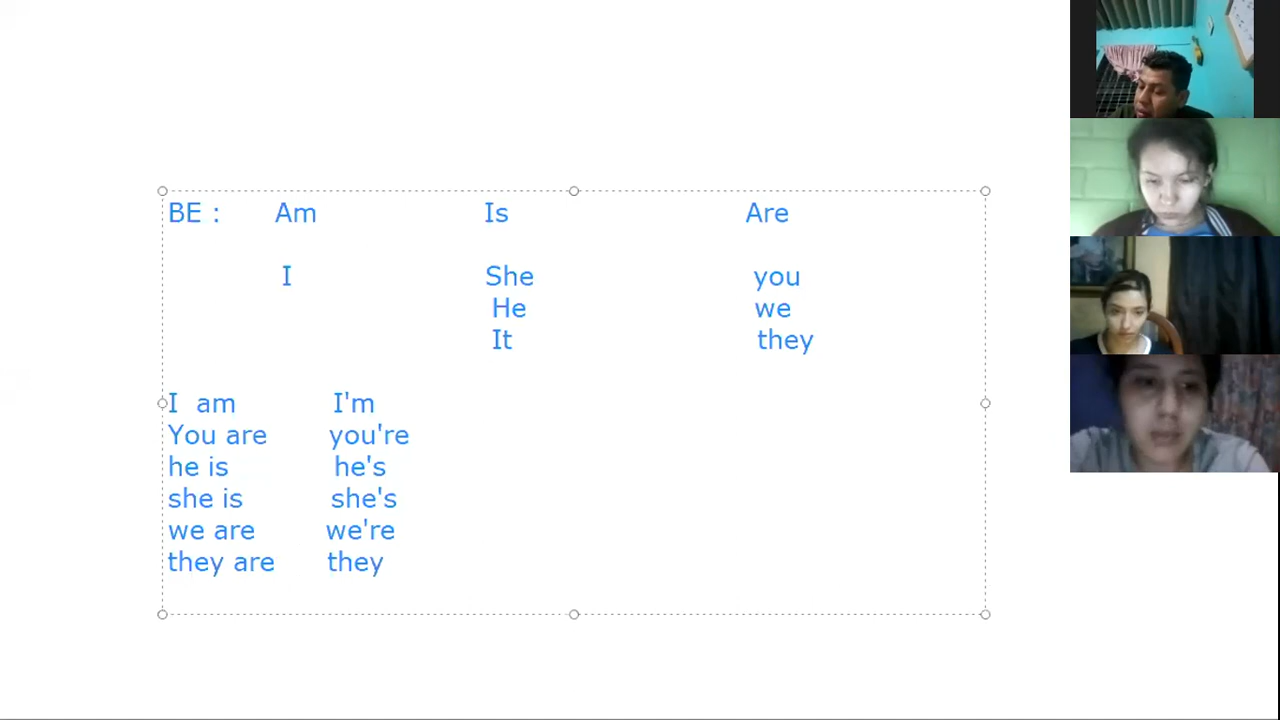 BE : Am Is Are
I She you
He we
It they
I am I'm
You are you're
he is he's
she is she's
we are we're
they are they